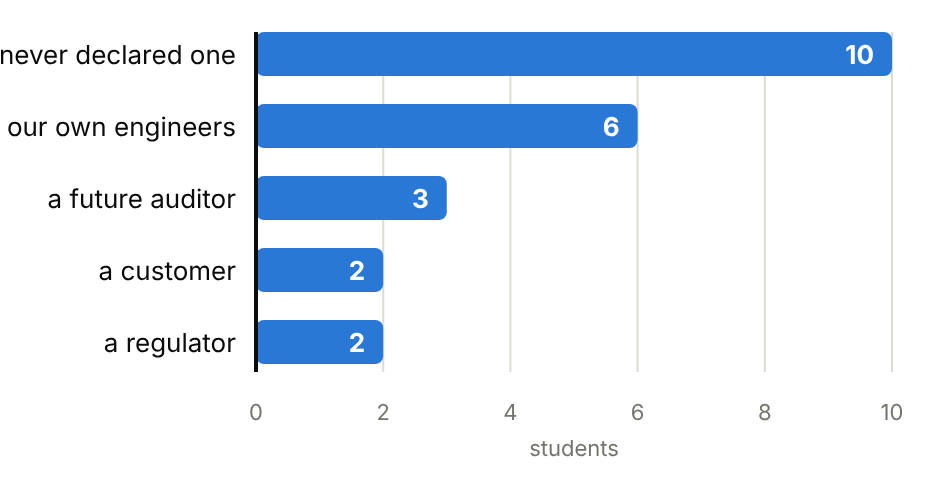 never declared one
10
our own engineers
6
a future auditor
3
a customer
2
a regulator
2
0 2 4 6 8 10
students